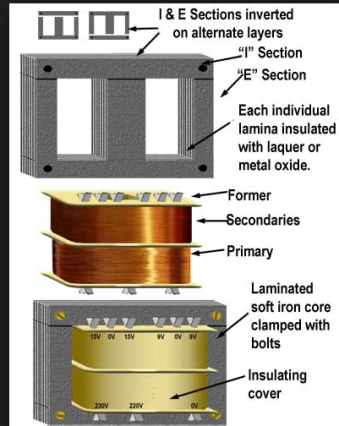 I & E Sections inverted
on alternate layers
“I” Section
“E” Section
Each individual
lamina insulated
with laquer or
metal oxide.
Former
Secondaries
Primary
Laminated
soft iron core
clamped with
bolts
15V 0V 15V 9V 0V 9V
Insulating
cover
230V 220V 0V